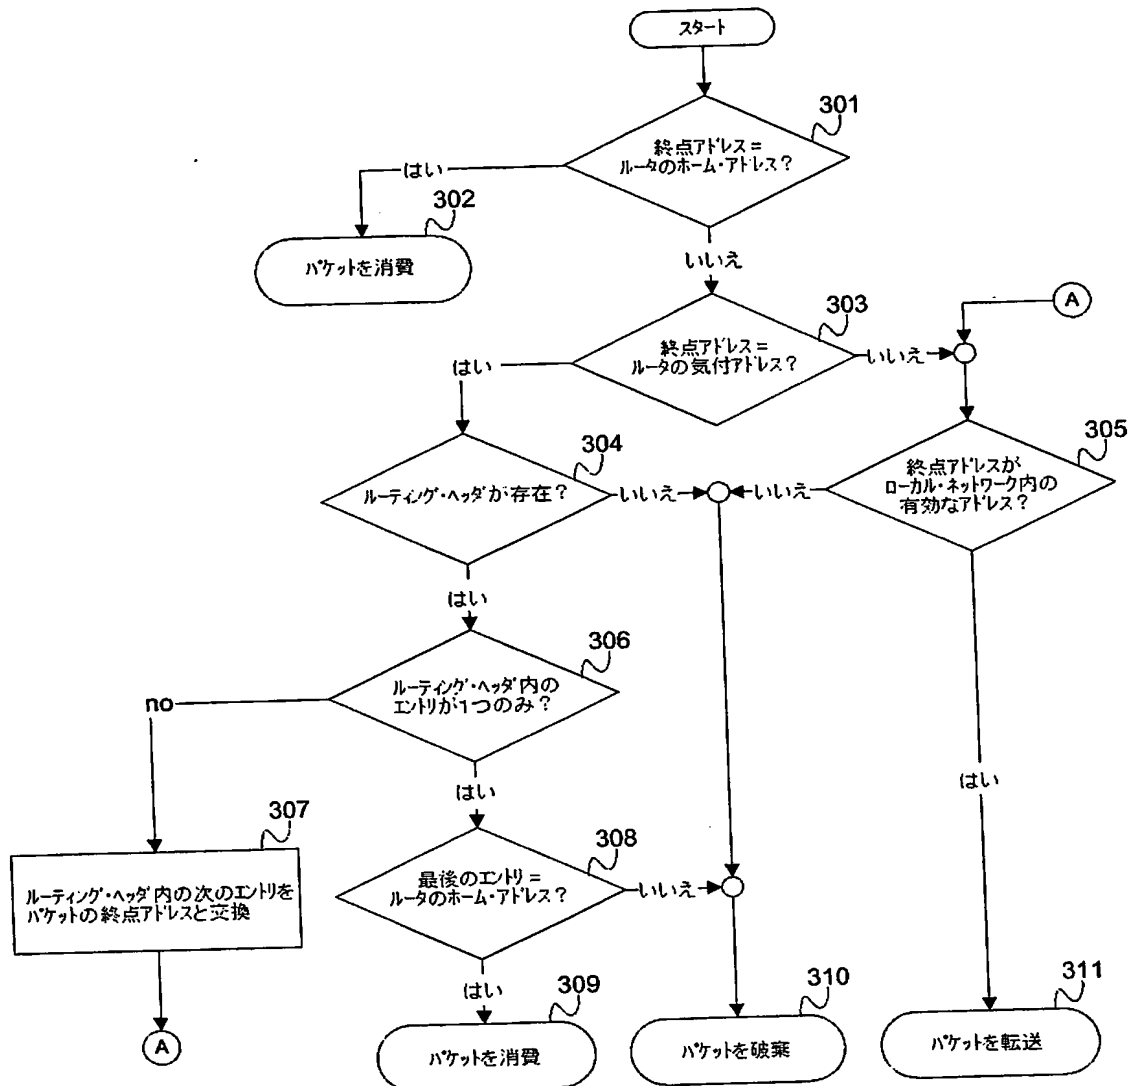 スタート
301
終点アドレス=
ルータのホーム・アドレス?
はい
302
パケットを消費
いいえ
A
303
終点アドレス=
ルータの気付アドレス?
はい
いいえ
304
305
ルーティング・ヘッダが存在?
いいえ
いいえ
終点アドレスが
ローカル・ネットワーク内の
有効なアドレス?
はい
306
ルーティング・ヘッダ内の
エントリが1つのみ?
no
はい
はい
307
ルーティング・ヘッダ内の次のエントリを
パケットの終点アドレスと交換
308
最後のエントリ=
ルータのホーム・アドレス?
いいえ
はい
A
309
パケットを消費
310
パケットを破棄
311
パケットを転送